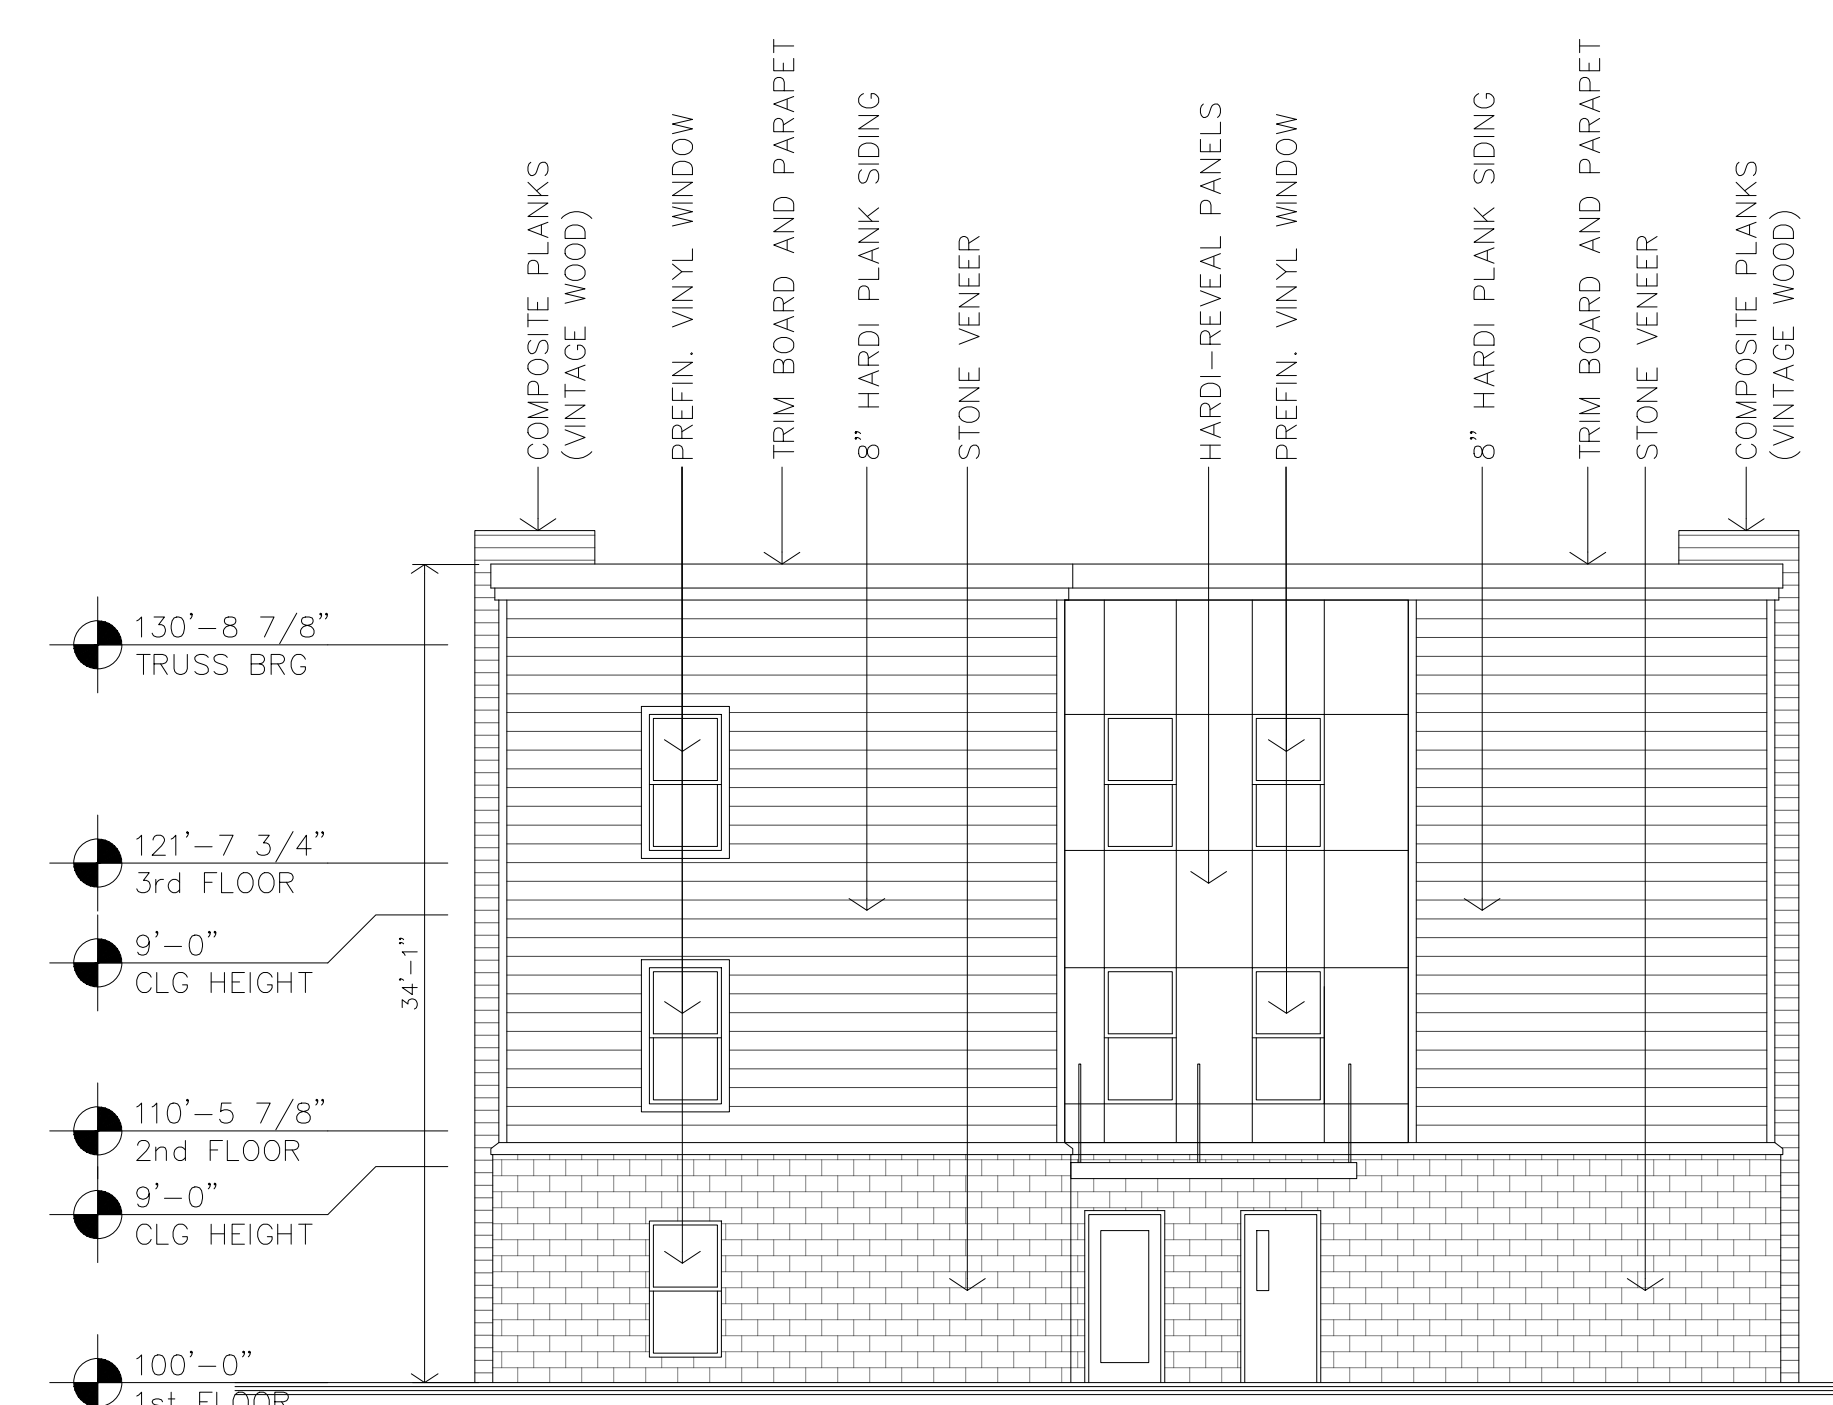 COMPOSITE PLANKS
(VINTAGE WOOD)
PREFIN. VINYL WINDOW
TRIM BOARD AND PARAPET
8" HARDI PLANK SIDING
STONE VENEER
HARDI-REVEAL PANELS
PREFIN. VINYL WINDOW
8" HARDI PLANK SIDING
TRIM BOARD AND PARAPET
STONE VENEER
COMPOSITE PLANKS
(VINTAGE WOOD)
130'-8 7/8"
TRUSS BRG
121'-7 3/4"
3rd FLOOR
9'-0"
CLG HEIGHT
34'-1"
110'-5 7/8"
2nd FLOOR
9'-0"
CLG HEIGHT
100'-0"
1st FLOOR